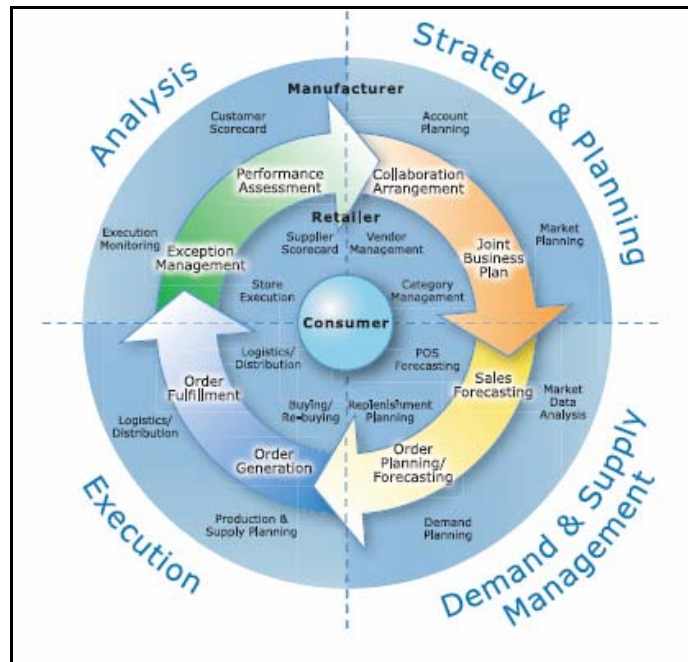 Strategy & Planning
Analysis
Manufacturer
Customer
Scorecard
Account
Planning
Performance
Assessment
Collaboration
Arrangement
Retailer
Supplier
Scorecard
Vendor
Management
Execution
Monitoring
Exception
Management
Joint
Business
Plan
Market
Planning
Store
Execution
Category
Management
Consumer
Logistics/
Distribution
POS
Forecasting
Order
Fulfillment
Sales
Forecasting
Market
Data
Analysis
Buying/
Re-buying
Replenishment
Planning
Logistics/
Distribution
Order
Generation
Order
Planning/
Forecasting
Production &
Supply Planning
Demand
Planning
Execution
Demand & Supply
Management